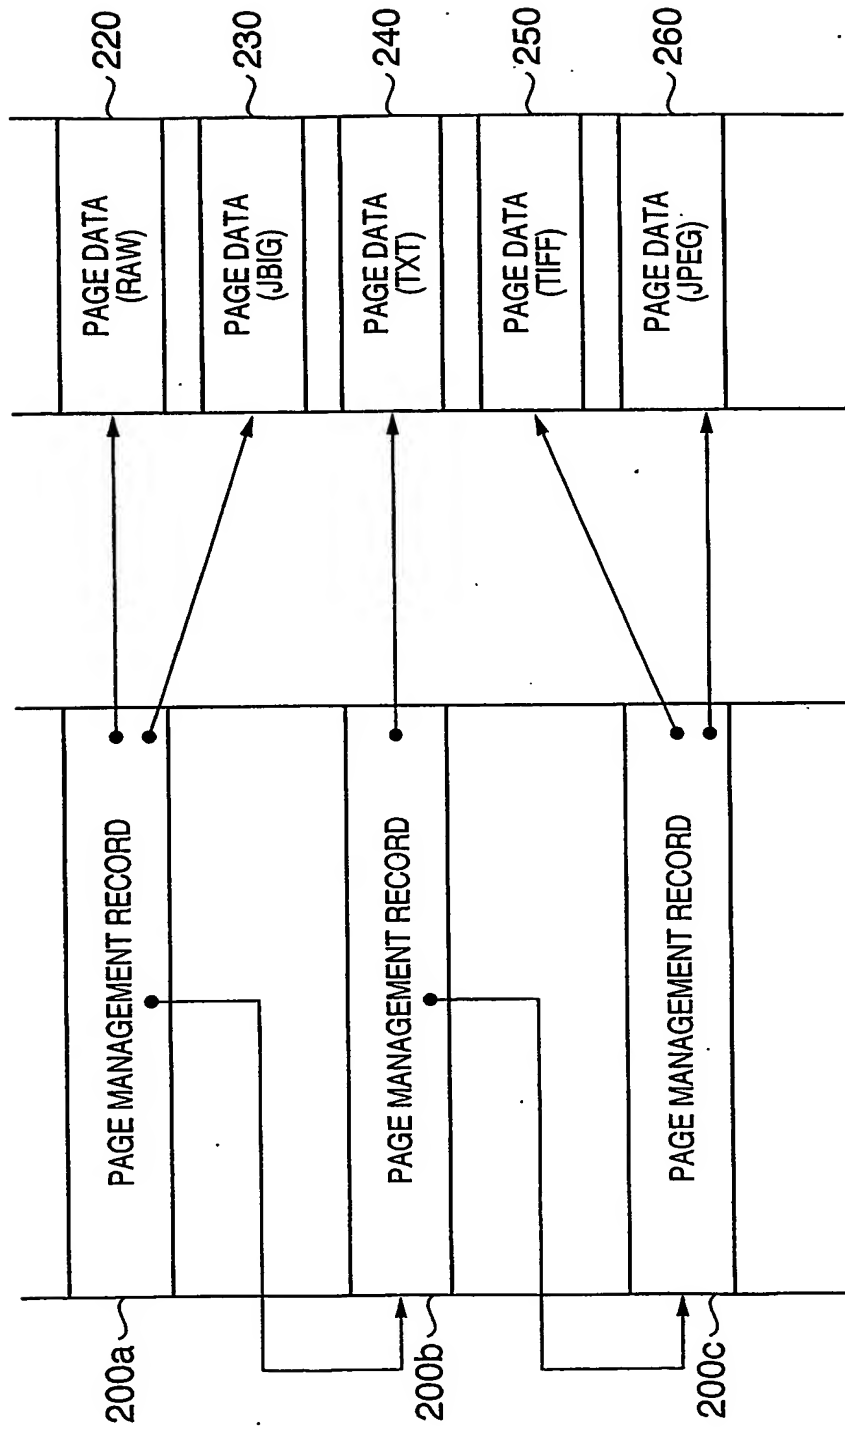 200a
PAGE MANAGEMENT RECORD
200b
PAGE MANAGEMENT RECORD
200c
PAGE MANAGEMENT RECORD
PAGE DATA
(RAW)
220
PAGE DATA
(JBIG)
230
PAGE DATA
(TXT)
240
PAGE DATA
(TIFF)
250
PAGE DATA
(JPEG)
260